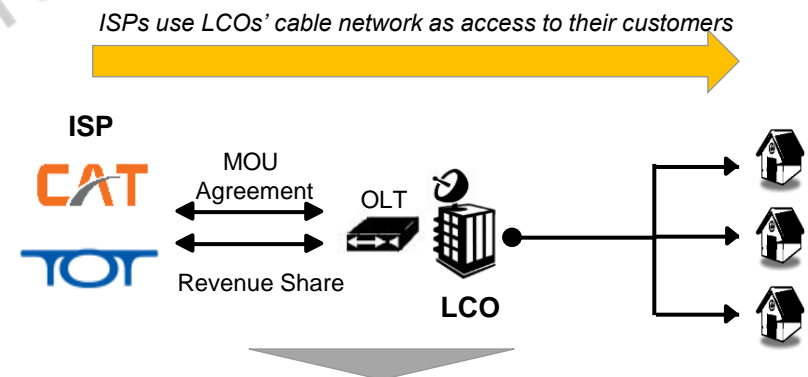 ISPs use LCOs' cable network as access to their customers
ISP
CAT
MOU
Agreement
OLT
TOT
Revenue Share
LCO